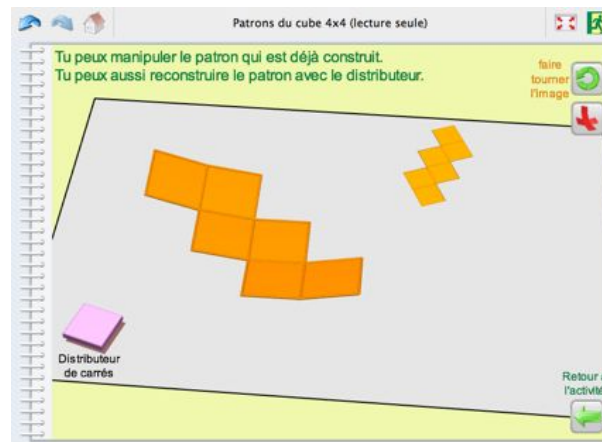 Patrons du cube 4x4 (lecture seule)
Tu peux manipuler le patron qui est déjà construit.
Tu peux aussi reconstruire le patron avec le distributeur.
faire
tourner
l'image
Distributeur
de carrés
Retour
l'activité